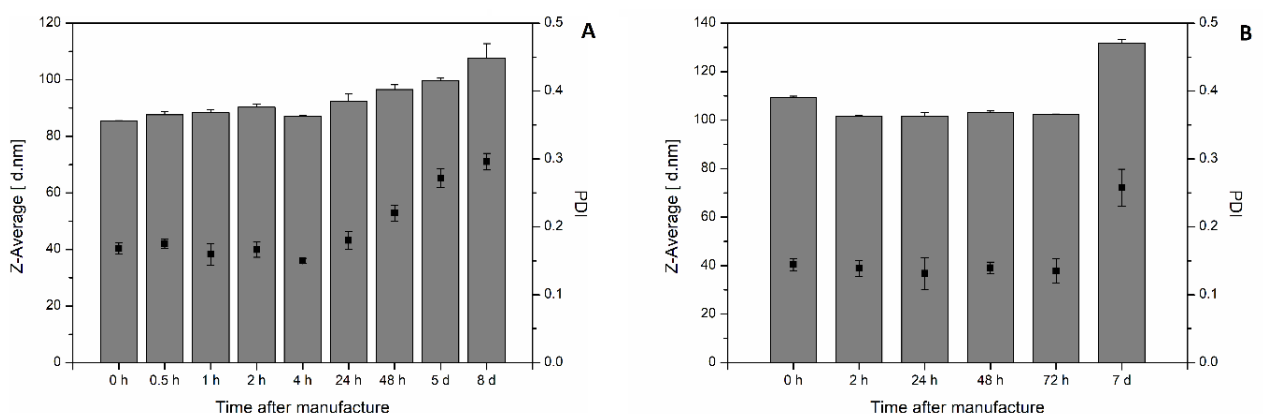 A
Z-Average [ d.nm]
120
100
80
60
40
20
0
0.5
0.4
0.3
0.2
0.1
0.0
PDI
0 h 0.5 h 1 h 2 h 4 h 24 h 48 h 5 d 8 d
Time after manufacture
B
Z-Average [ d.nm]
140
120
100
80
60
40
20
0
0.5
0.4
0.3
0.2
0.1
0.0
PDI
0 h 2 h 24 h 48 h 72 h 7 d
Time after manufacture